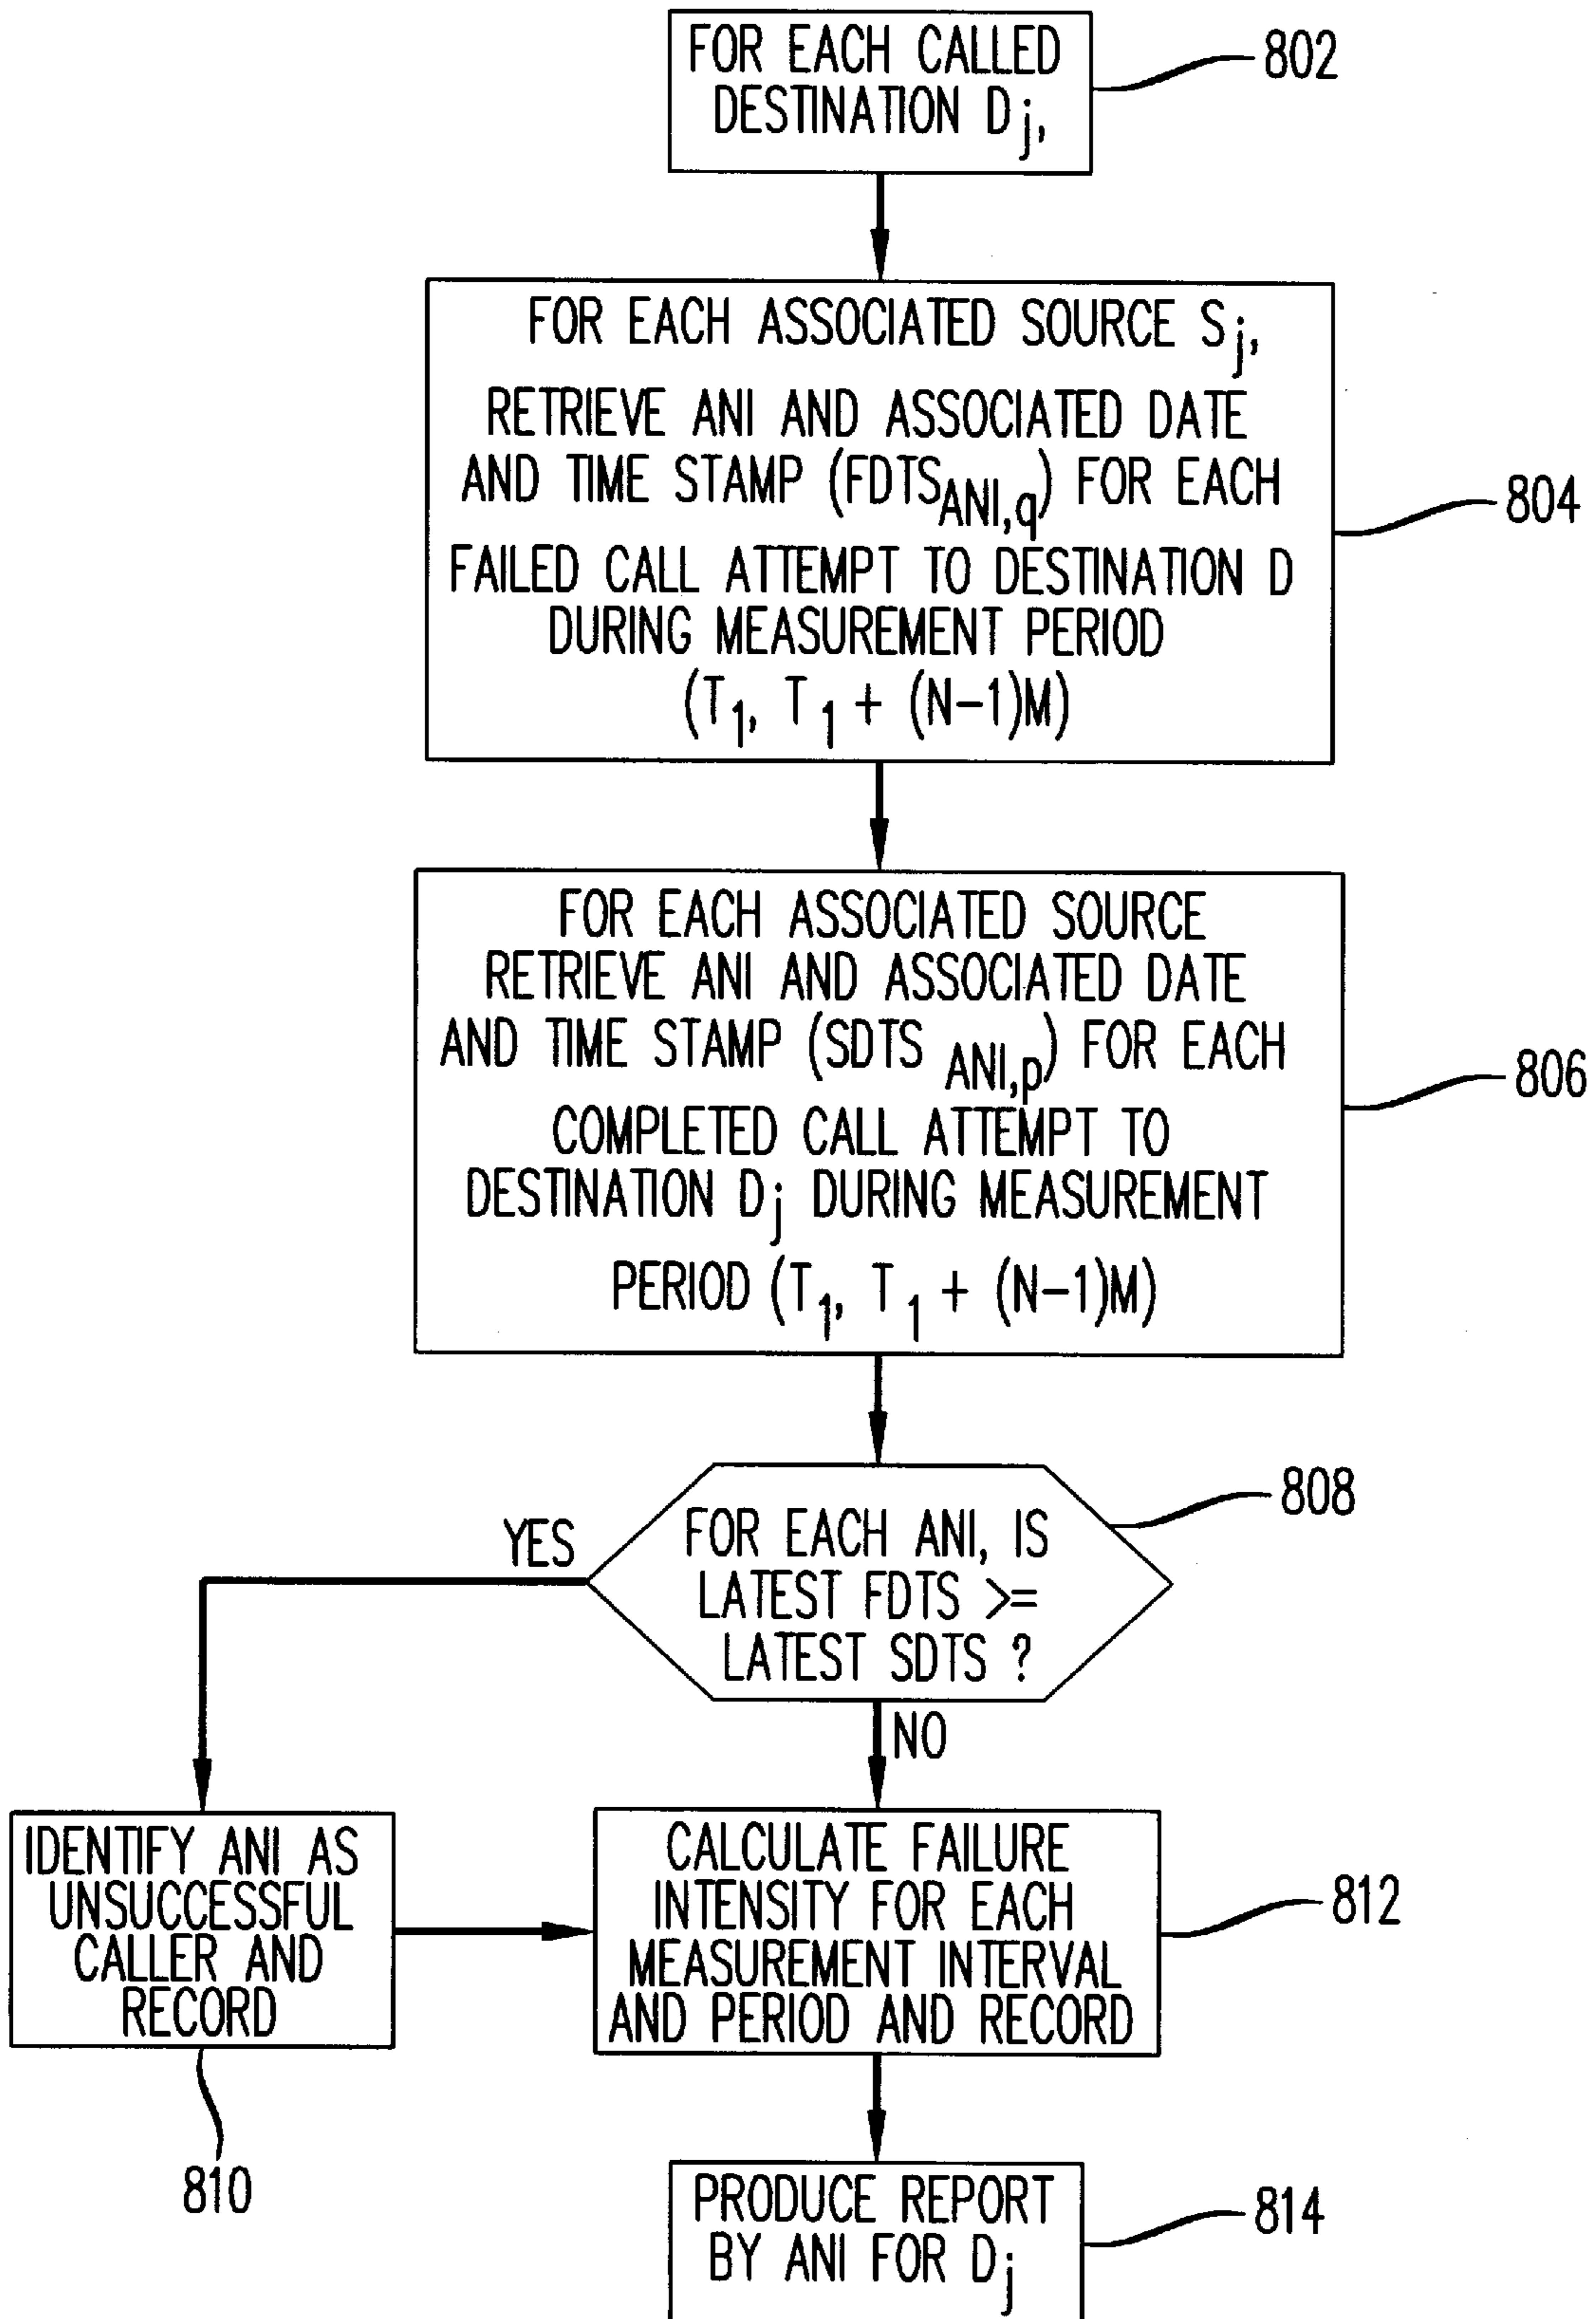 FOR EACH CALLED
DESTINATION Dj,
802
FOR EACH ASSOCIATED SOURCE Sj,
RETRIEVE ANI AND ASSOCIATED DATE
AND TIME STAMP (FDTSANI,q) FOR EACH
FAILED CALL ATTEMPT TO DESTINATION D
DURING MEASUREMENT PERIOD
(T1, T1 + (N-1)M)
804
FOR EACH ASSOCIATED SOURCE
RETRIEVE ANI AND ASSOCIATED DATE
AND TIME STAMP (SDTS ANI,p) FOR EACH
COMPLETED CALL ATTEMPT TO
DESTINATION Dj DURING MEASUREMENT
PERIOD (T1, T1 + (N-1)M)
806
FOR EACH ANI, IS
LATEST FDTS >=
LATEST SDTS ?
808
YES
NO
IDENTIFY ANI AS
UNSUCCESSFUL
CALLER AND
RECORD
810
CALCULATE FAILURE
INTENSITY FOR EACH
MEASUREMENT INTERVAL
AND PERIOD AND RECORD
812
PRODUCE REPORT
BY ANI FOR Dj
814